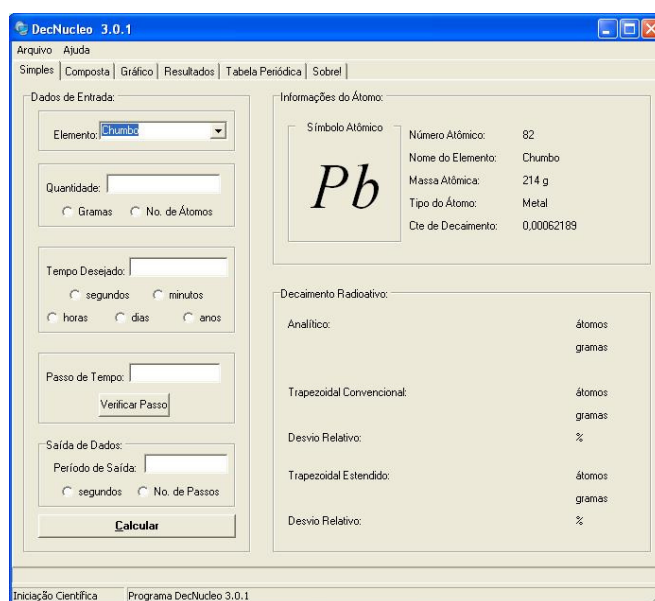 DecNucleo 3.0.1
Arquivo Ajuda
Simples Composta Gráfico Resultados Tabela Periódica Sobre!
Dados de Entrada:
Elemento: Chumbo
Quantidade:
Gramas No. de Átomos
Tempo Desejado:
segundos minutos
horas dias anos
Passo de Tempo:
Verificar Passo
Saída de Dados:
Período de Saída:
segundos No. de Passos
Calcular
Informações do Átomo:
Símbolo Atômico
Pb
Número Atômico: 82
Nome do Elemento: Chumbo
Massa Atômica: 214 g
Tipo do Átomo: Metal
Cte de Decaimento: 0,00062189
Decaimento Radioativo:
Analítico: átomos
gramas
Trapezoidal Convencional: átomos
gramas
Desvio Relativo: %
Trapezoidal Estendido: átomos
gramas
Desvio Relativo: %
Iniciação Científica Programa DecNucleo 3.0.1